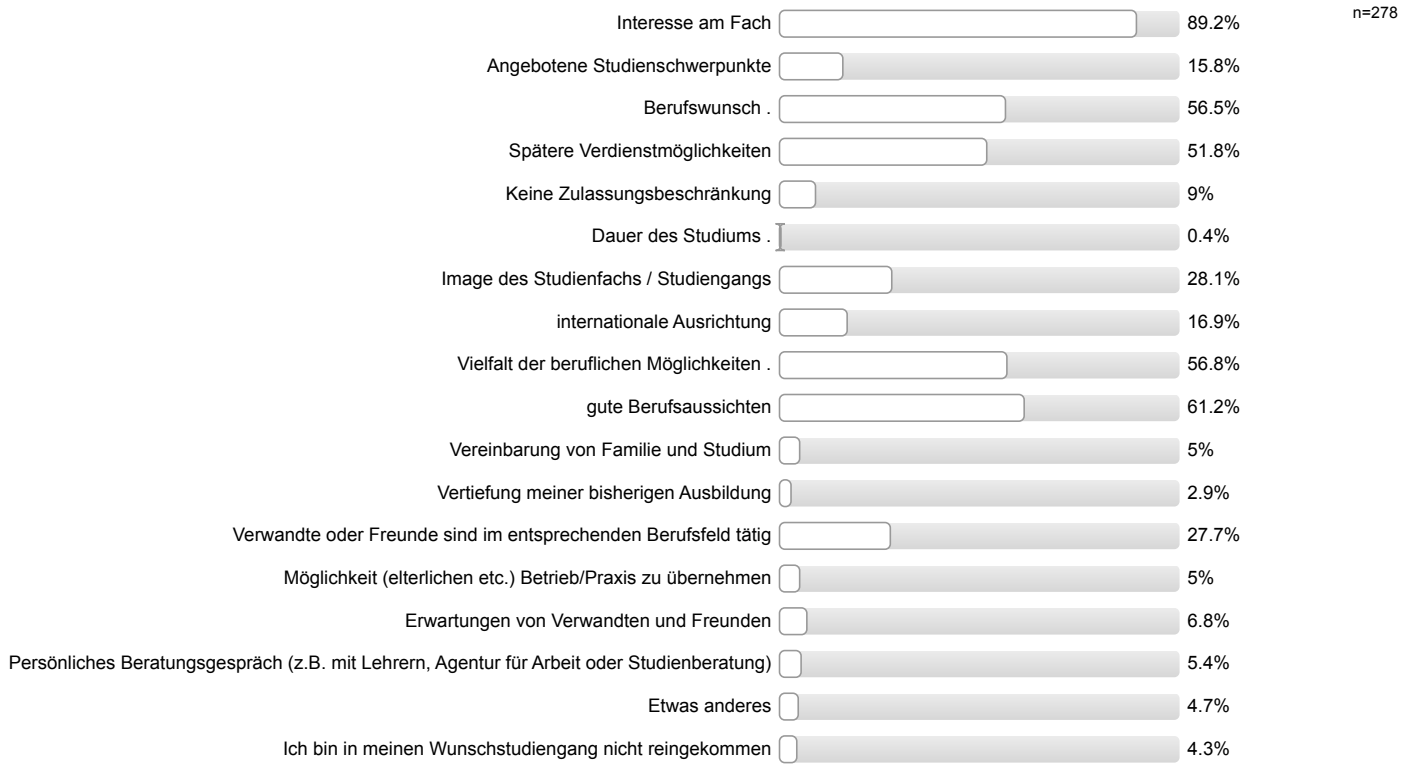 n=278
Interesse am Fach 89.2%
Angebotene Studienschwerpunkte 15.8%
Berufswunsch . 56.5%
Spätere Verdienstmöglichkeiten 51.8%
Keine Zulassungsbeschränkung 9%
Dauer des Studiums . 0.4%
Image des Studienfachs / Studiengangs 28.1%
internationale Ausrichtung 16.9%
Vielfalt der beruflichen Möglichkeiten . 56.8%
gute Berufsaussichten 61.2%
Vereinbarung von Familie und Studium 5%
Vertiefung meiner bisherigen Ausbildung 2.9%
Verwandte oder Freunde sind im entsprechenden Berufsfeld tätig 27.7%
Möglichkeit (elterlichen etc.) Betrieb/Praxis zu übernehmen 5%
Erwartungen von Verwandten und Freunden 6.8%
Persönliches Beratungsgespräch (z.B. mit Lehrern, Agentur für Arbeit oder Studienberatung) 5.4%
Etwas anderes 4.7%
Ich bin in meinen Wunschstudiengang nicht reingekommen 4.3%